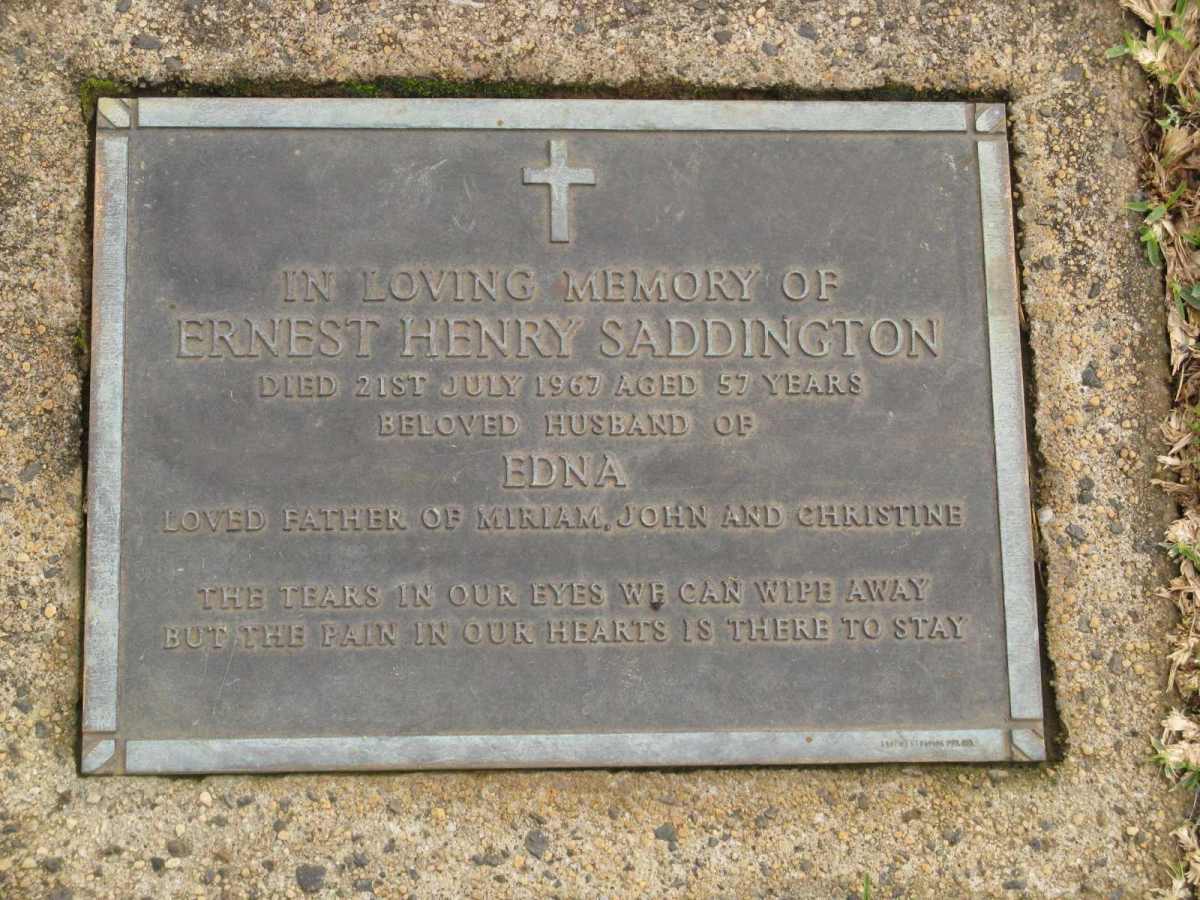 IN LOVING MEMORY OF
ERNEST HENRY SADDINGTON
DIED 21ST JULY 1967 AGED 57 YEARS
BELOVED HUSBAND OF
EDNA
LOVED FATHER OF MIRIAM, JOHN AND CHRISTINE
THE TEARS IN OUR EYES WE CAN WIPE AWAY
BUT THE PAIN IN OUR HEARTS IS THERE TO STAY